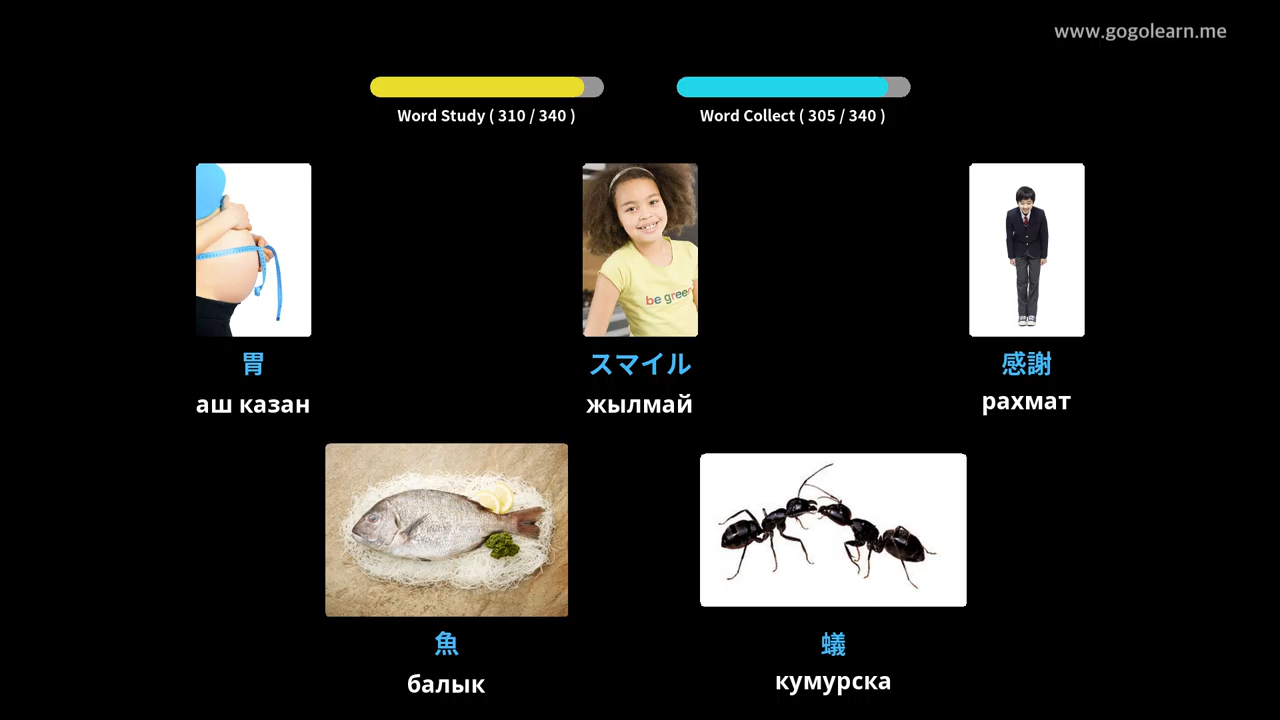 www.gogolearn.me
Word Study ( 310 / 340 )
Word Collect ( 305 / 340 )
be green
胃
スマイル
感謝
аш казан
жылмай
рахмат
魚
蟻
балык
кумурска